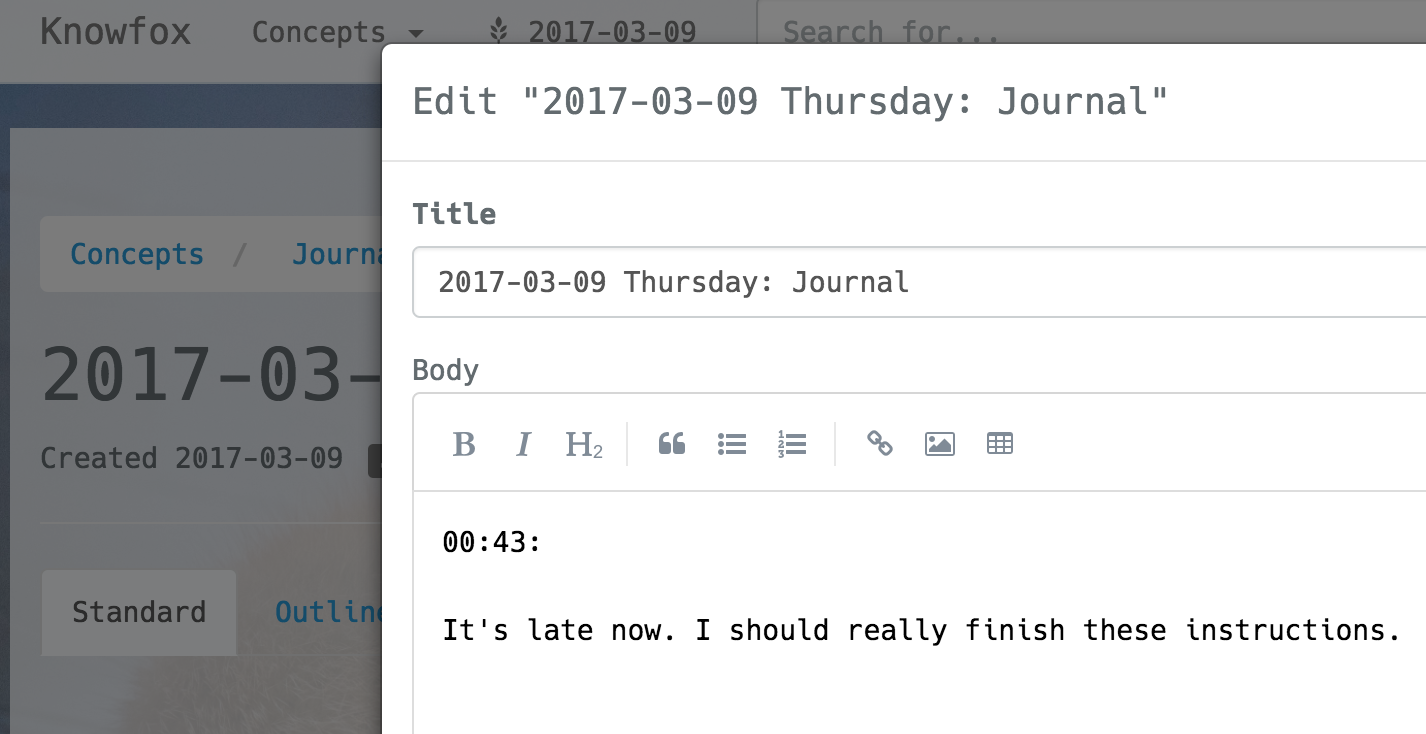 Knowfox Concepts 2017-03-09 Search for...
Edit "2017-03-09 Thursday: Journal"
Title
Concepts / Journa
2017-03-09 Thursday: Journal
2017-03-
Body
Created 2017-03-09
B I H2
00:43:
Standard Outline
It's late now. I should really finish these instructions.